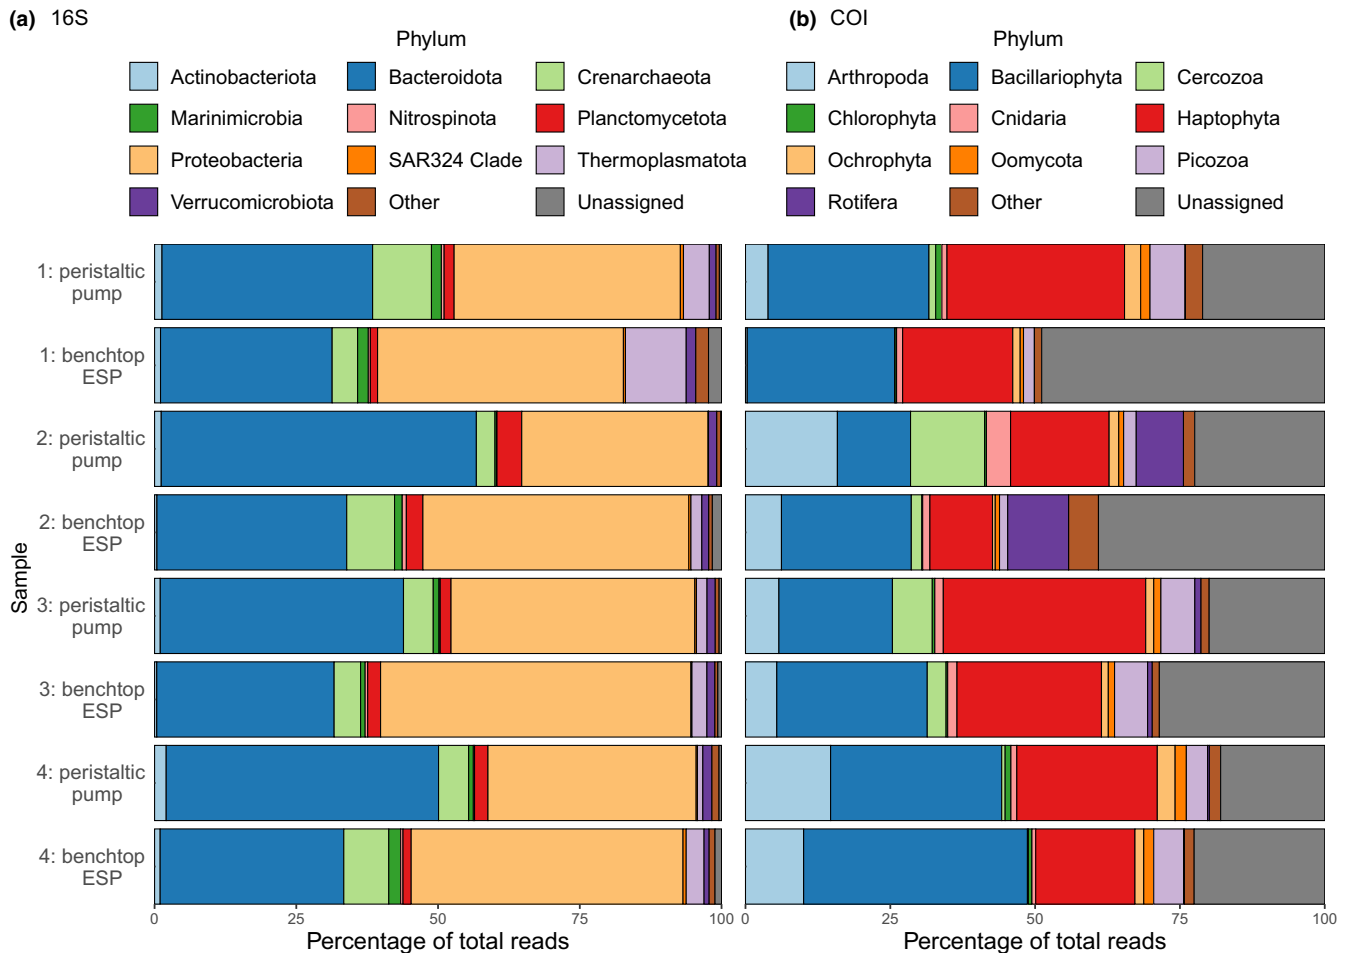 (a) 16S
Phylum
Actinobacteriota Bacteroidota Crenarchaeota
Marinimicrobia Nitrospinota Planctomycetota
Proteobacteria SAR324 Clade Thermoplasmatota
Verrucomicrobiota Other Unassigned
(b) COI
Phylum
Arthropoda Bacillariophyta Cercozoa
Chlorophyta Cnidaria Haptophyta
Ochrophyta Oomycota Picozoa
Rotifera Other Unassigned
Sample
1: peristaltic
pump
1: benchtop
ESP
2: peristaltic
pump
2: benchtop
ESP
3: peristaltic
pump
3: benchtop
ESP
4: peristaltic
pump
4: benchtop
ESP
0 25 50 75 100
Percentage of total reads
0 25 50 75 100
Percentage of total reads